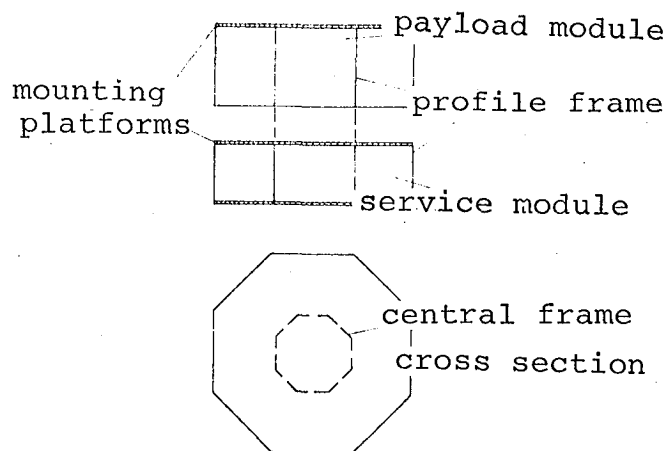 payload module
mounting
platforms
profile frame
service module
central frame
cross section